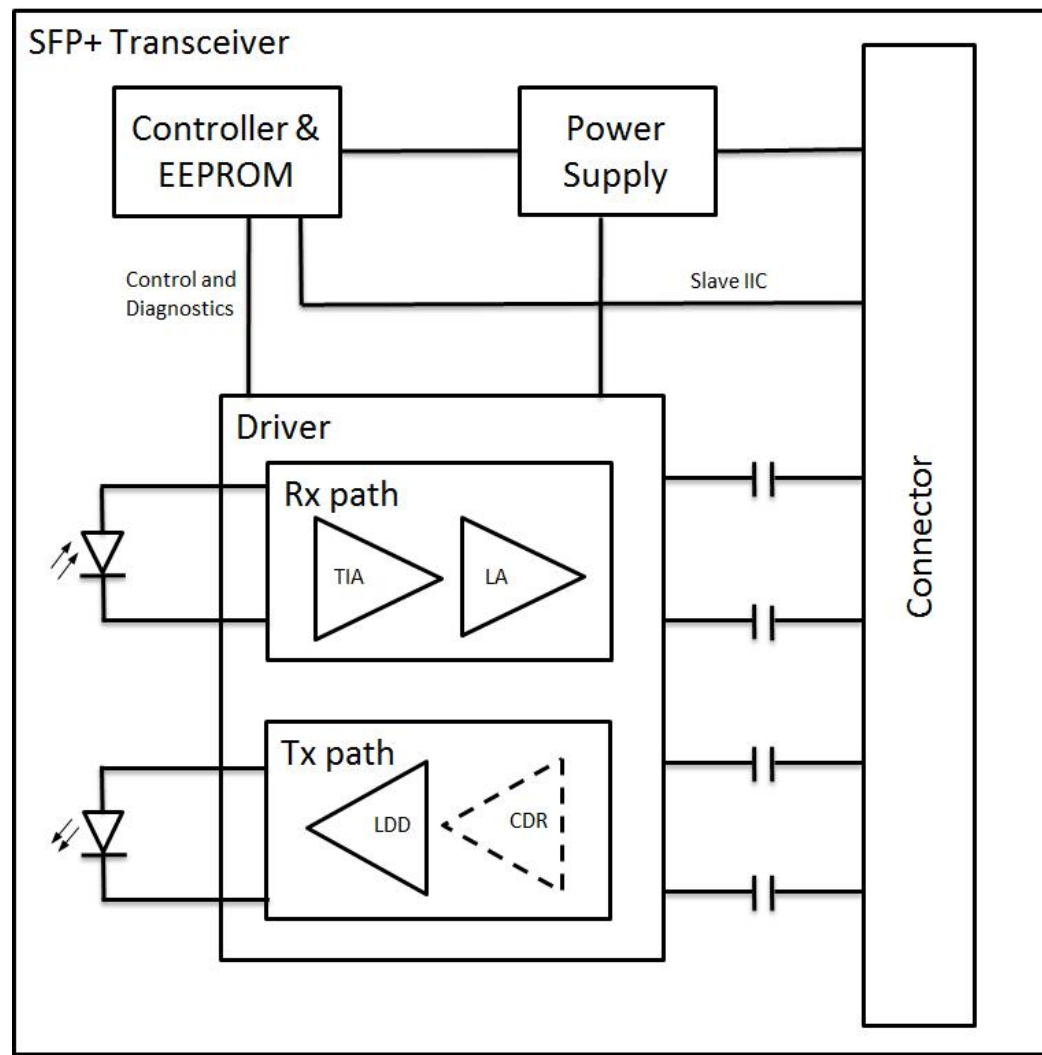 SFP+ Transceiver
Controller &
EEPROM
Power
Supply
Control and
Diagnostics
Slave IIC
Driver
Rx path
TIA
LA
Connector
Tx path
LDD
CDR